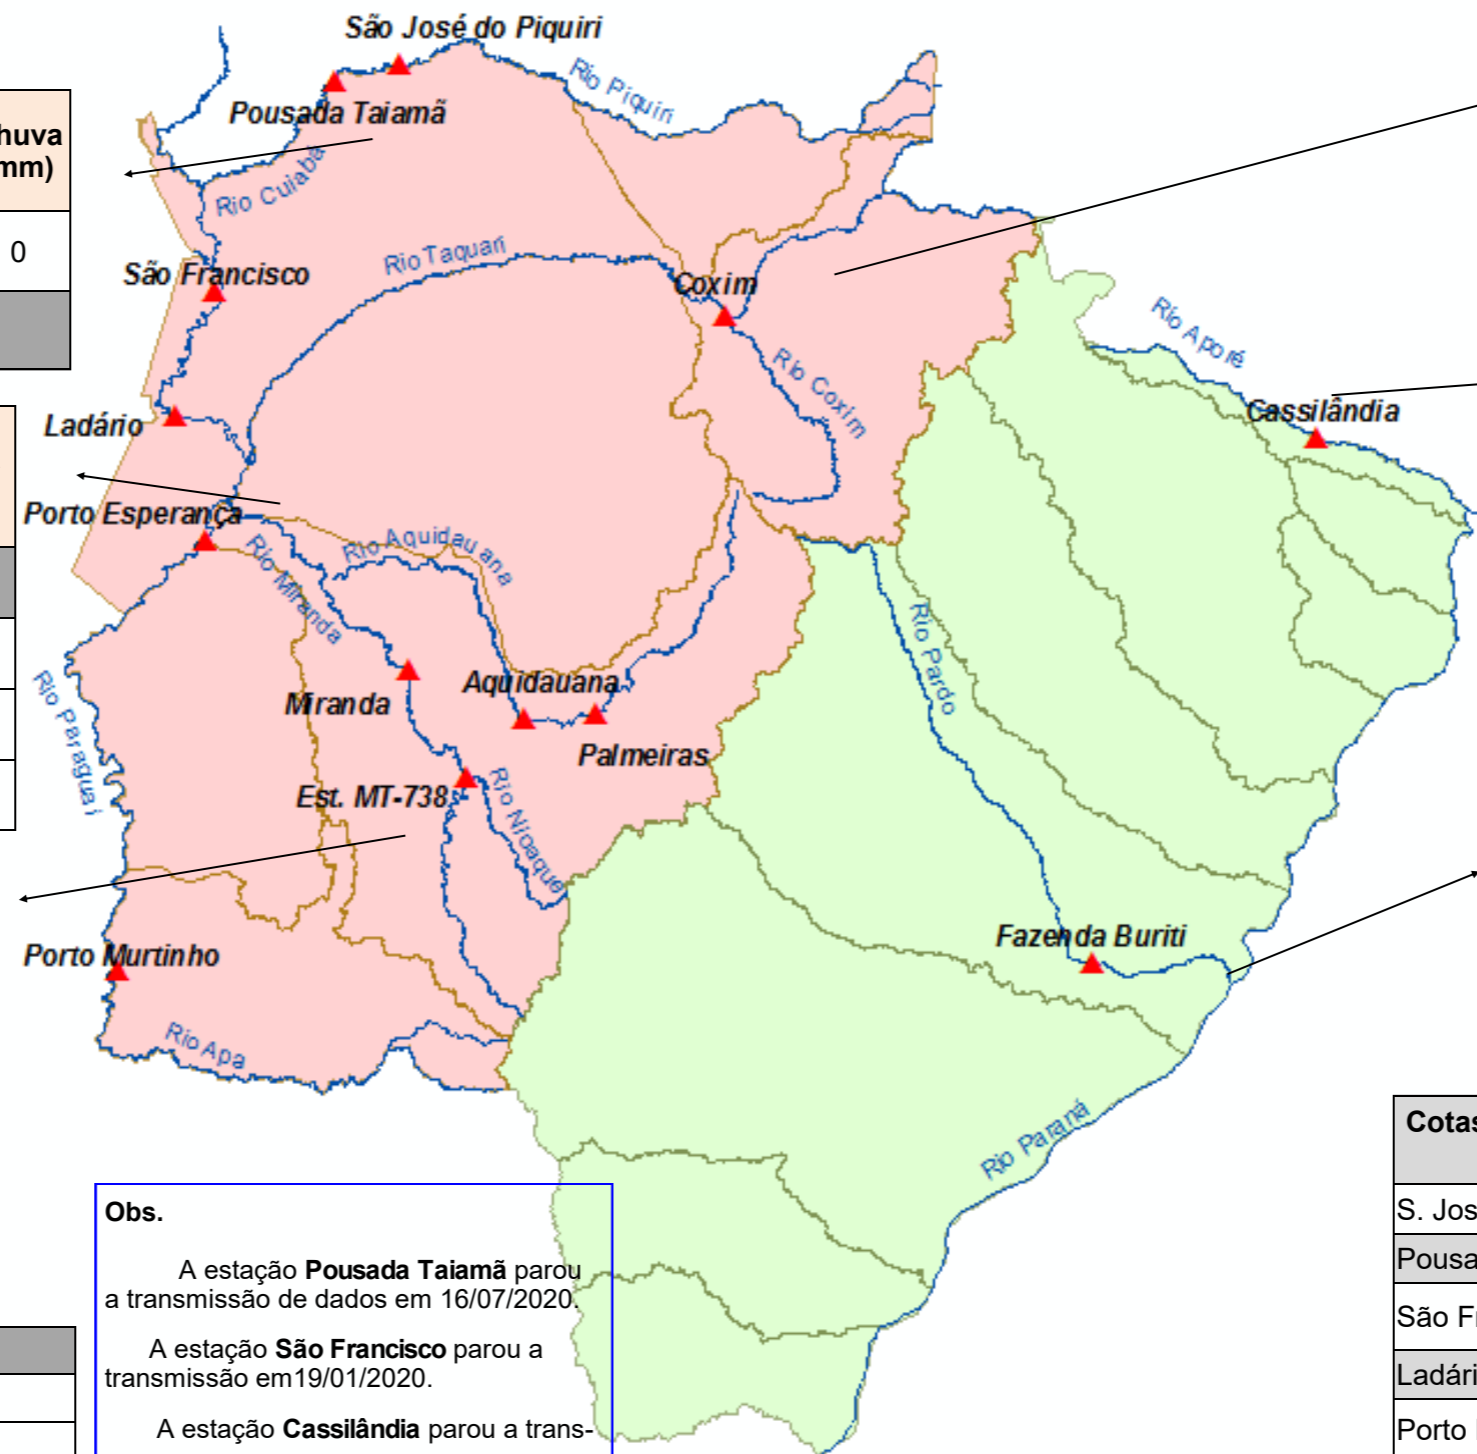 São José do Piquiri
Rio Piquiri
Pousada Taiamã
huva
mm)
0
Rio Cuiabá
Rio Taquari
São Francisco
Coxim
Rio Aporé
Rio Coxim
Cassilândia
Ladário
Porto Esperança
Rio Aquidauana
Rio Miranda
Rio Pardo
Rio Paraguai
Miranda
Aquidauana
Palmeiras
Est. MT-738
Rio Nioaque
Porto Murtinho
Fazenda Buriti
Rio Apa
Rio Paraná
Cotas
S. Jos
Pousa
São Fr
Ladári
Porto
Obs.
A estação Pousada Taiamã parou
a transmissão de dados em 16/07/2020.
A estação São Francisco parou a
transmissão em19/01/2020.
A estação Cassilândia parou a trans-